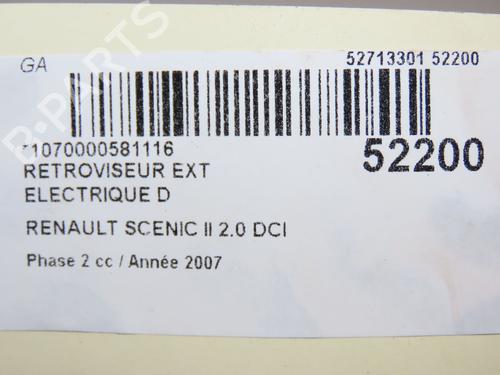 GA
52713301 52200
*1070000581116
52200
RETROVISEUR EXT
ELECTRIQUE D
RENAULT SCENIC II 2.0 DCI
Phase 2 cc / Année 2007
B-PARTS